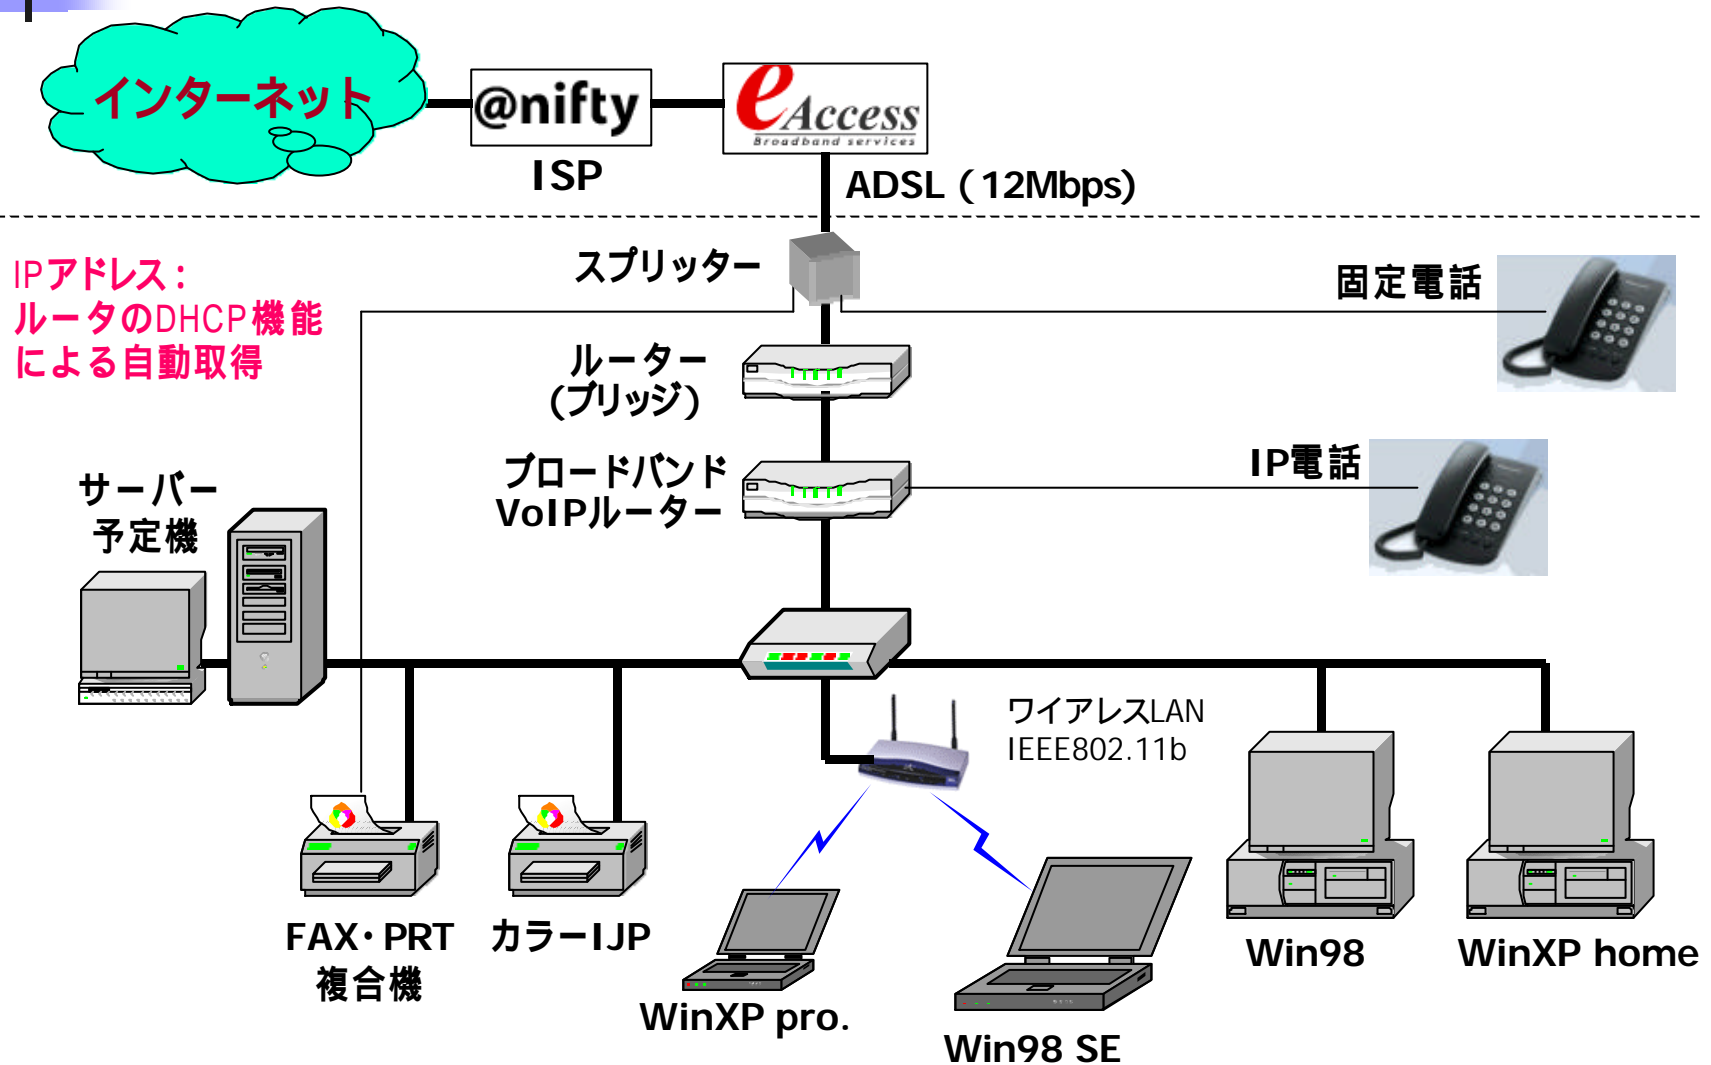 インターネット
@nifty
eAccess
Broadband services
ISP
ADSL (12Mbps)
IPアドレス:
ルータのDHCP機能
による自動取得
スプリッター
固定電話
ルーター
(ブリッジ)
ブロードバンド
VoIPルーター
IP電話
サーバー
予定機
ワイアレスLAN
IEEE802.11b
FAX・PRT
複合機
カラーIJP
WinXP pro.
Win98 SE
Win98
WinXP home